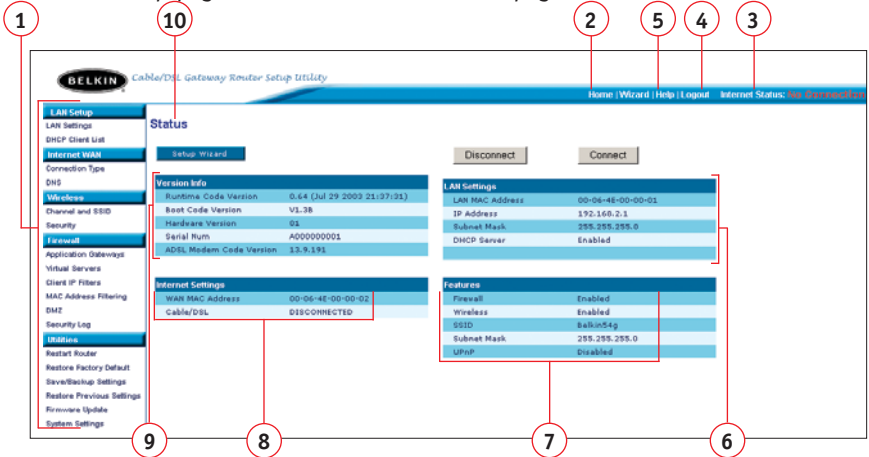 1
10
2
5
4
3
BELKIN
Cable/DSL Gateway Router Setup Utility
Home | Wizard | Help | Logout Internet Status: No Connection
LAN Setup
LAN Settings
DHCP Client List
Internet WAN
Connection Type
DNS
Wireless
Channel and SSID
Security
Firewall
Application Gateways
Virtual Servers
Client IP Filters
MAC Address Filtering
DMZ
Security Log
Utilities
Restart Router
Restore Factory Default
Save/Backup Settings
Restore Previous Settings
Firmware Update
System Settings
Status
Setup Wizard
Disconnect
Connect
Version Info
Runtime Code Version 0.64 (Jul 29 2003 21:37:31)
Boot Code Version V1.3B
Hardware Version 01
Serial Num A000000001
ADSL Modem Code Version 13.9.191
LAN Settings
LAN MAC Address 00-06-4E-00-00-01
IP Address 192.168.2.1
Subnet Mask 255.255.255.0
DHCP Server Enabled
Internet Settings
WAN MAC Address 00-06-4E-00-00-02
Cable/DSL DISCONNECTED
Features
Firewall Enabled
Wireless Enabled
SSID Belkin54g
Subnet Mask 255.255.255.0
UPnP Disabled
9
8
7
6